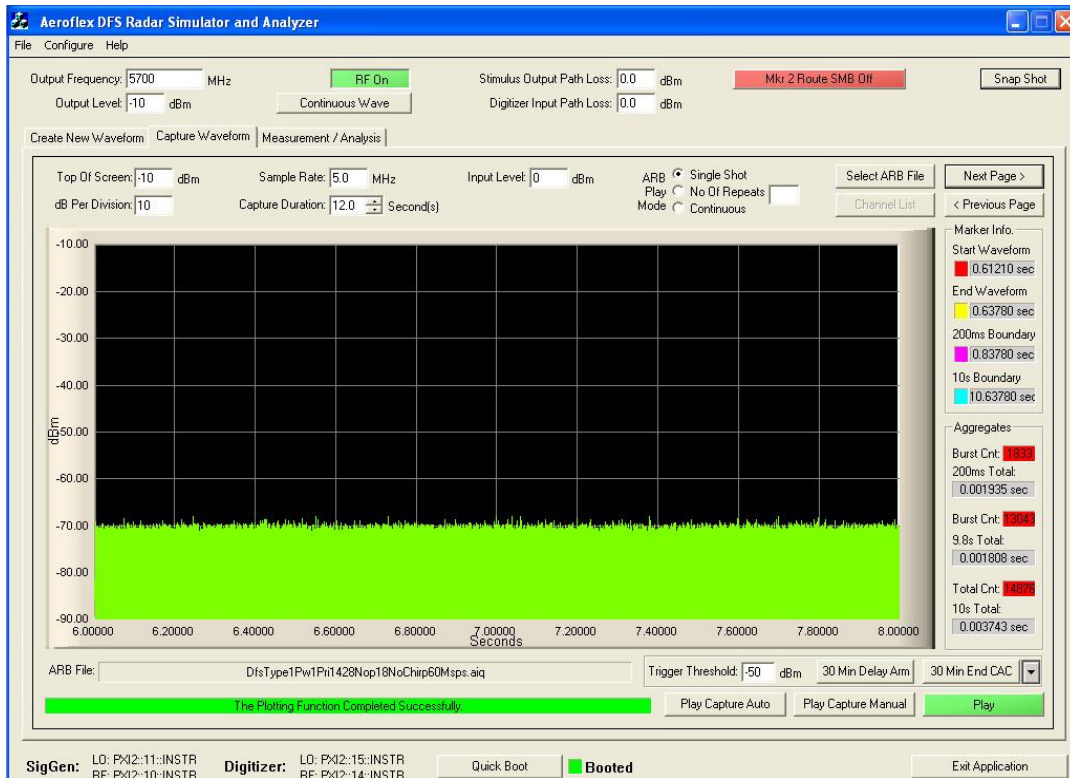 Aeroflex DFS Radar Simulator and Analyzer
File Configure Help
Output Frequency: 5700 MHz
RF On
Stimulus Output Path Loss: 0.0 dBm
Mkr 2 Route SMB Off
Snap Shot
Output Level: -10 dBm
Continuous Wave
Digitizer Input Path Loss: 0.0 dBm
Create New Waveform
Capture Waveform
Measurement / Analysis
Top Of Screen: -10 dBm
Sample Rate: 5.0 MHz
Input Level: 0 dBm
ARB Play Mode
Single Shot
No Of Repeats
Continuous
Select ARB File
Next Page >
dB Per Division: 10
Capture Duration: 12.0 Second(s)
Channel List
< Previous Page
-10.00
-20.00
-30.00
-40.00
-50.00
-60.00
-70.00
-80.00
-90.00
dBm
6.00000 6.20000 6.40000 6.60000 6.80000 7.00000 7.20000 7.40000 7.60000 7.80000 8.00000
Seconds
Marker Info.
Start Waveform
0.61210 sec
End Waveform
0.63780 sec
200ms Boundary
0.83780 sec
10s Boundary
10.63780 sec
Aggregates
Burst Cnt: 1833
200ms Total:
0.001935 sec
Burst Cnt: 13043
9.8s Total:
0.001808 sec
Total Cnt: 14876
10s Total:
0.003743 sec
ARB File: DfsType1Pw1Pri1428Nop18NoChirp60Msps.aiq
Trigger Threshold: -50 dBm
30 Min Delay Arm
30 Min End CAC
The Plotting Function Completed Successfully.
Play Capture Auto
Play Capture Manual
Play
SigGen:
LO: PXI2::11::INSTR
RF: PXI2::10::INSTR
Digitizer:
LO: PXI2::15::INSTR
RF: PXI2::14::INSTR
Quick Boot
Booted
Exit Application